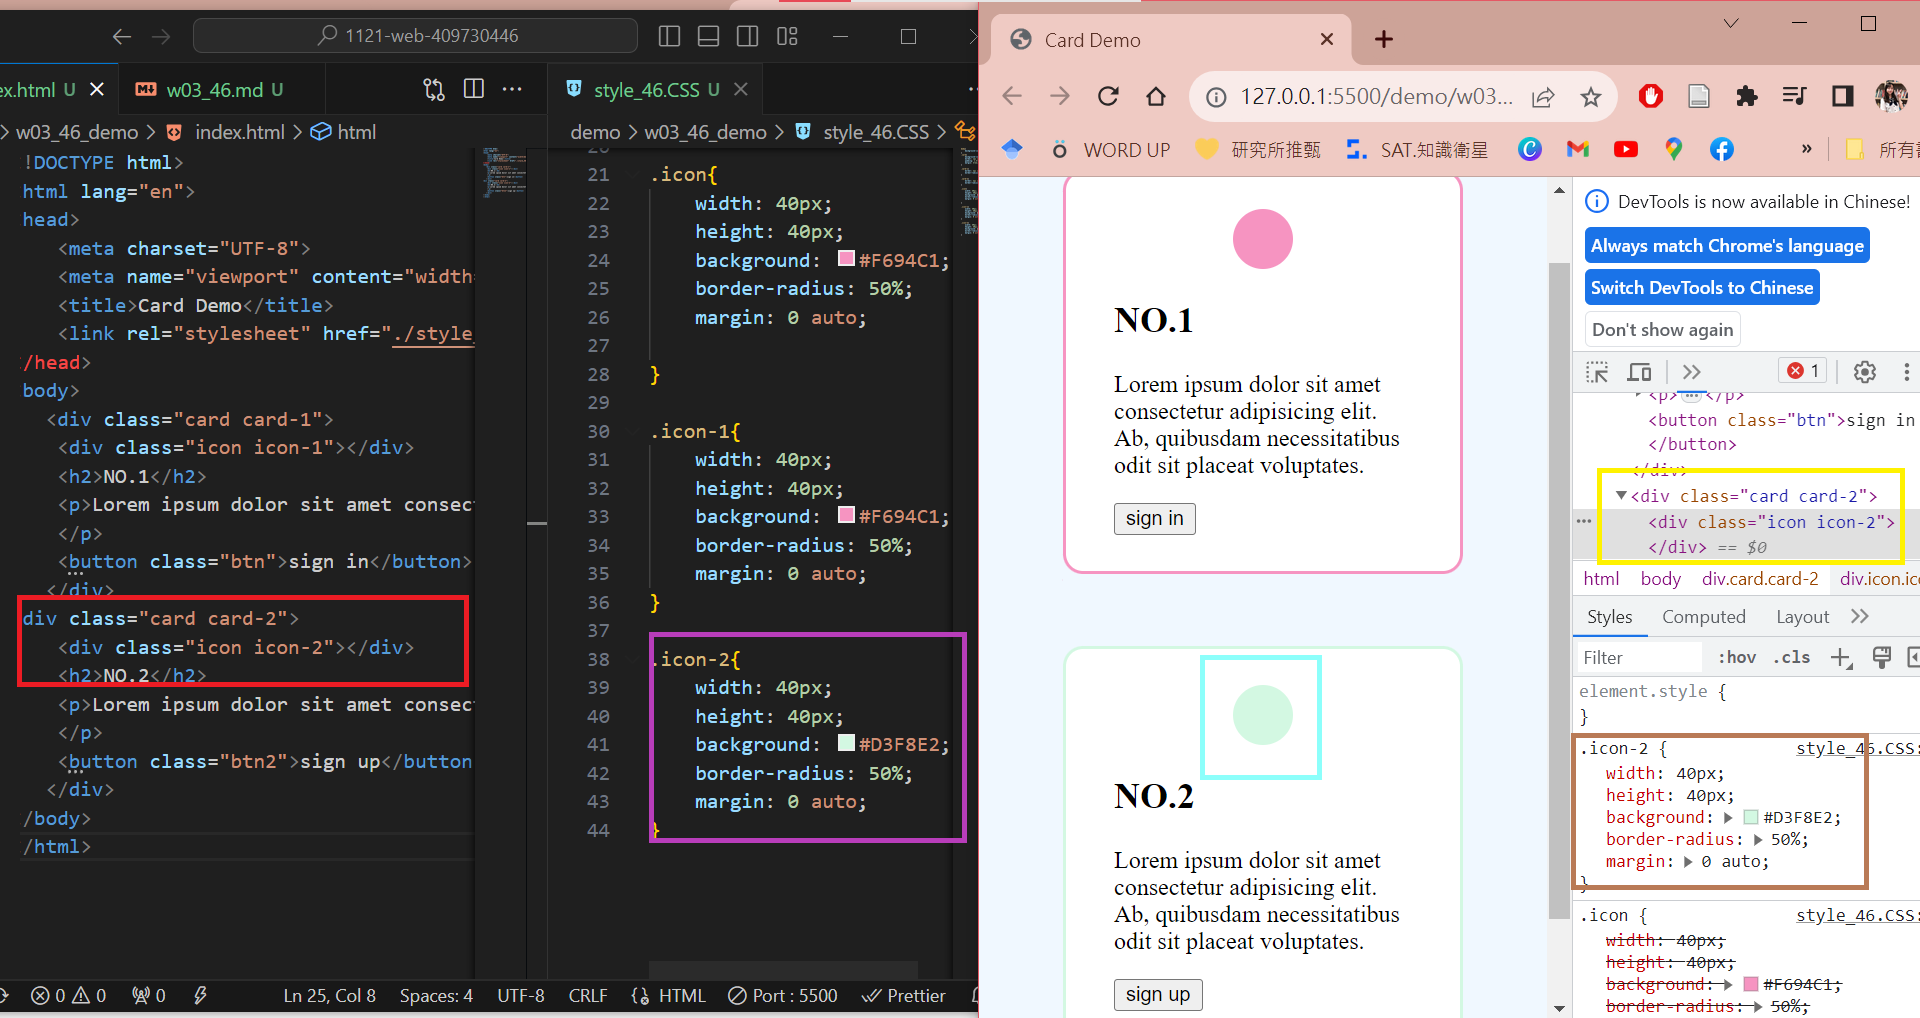 1121-web-409730446
ex.html U
w03_46.md U
style_46.CSS U
w03_46_demo > index.html > html
demo > w03_46_demo > style_46.CSS >
!DOCTYPE html>
html lang="en">
head>
<meta charset="UTF-8">
<meta name="viewport" content="width
<title>Card Demo</title>
<link rel="stylesheet" href="./style_
/head>
body>
<div class="card card-1">
<div class="icon icon-1"></div>
<h2>NO.1</h2>
<p>Lorem ipsum dolor sit amet consec
</p>
<button class="btn">sign in</button>
</div>
div class="card card-2">
<div class="icon icon-2"></div>
<h2>NO.2</h2>
<p>Lorem ipsum dolor sit amet consec
</p>
<button class="btn2">sign up</button
</div>
/body>
/html>
20
21 .icon{
22 width: 40px;
23 height: 40px;
24 background: #F694C1;
25 border-radius: 50%;
26 margin: 0 auto;
27
28 }
29
30 .icon-1{
31 width: 40px;
32 height: 40px;
33 background: #F694C1;
34 border-radius: 50%;
35 margin: 0 auto;
36 }
37
38 .icon-2{
39 width: 40px;
40 height: 40px;
41 background: #D3F8E2;
42 border-radius: 50%;
43 margin: 0 auto;
44 }
0 0 0 Ln 25, Col 8 Spaces: 4 UTF-8 CRLF HTML Port : 5500 Prettier
Card Demo
127.0.0.1:5500/demo/w03...
WORD UP 研究所推甄 SAT.知識衛星 » 所有
NO.1
Lorem ipsum dolor sit amet
consectetur adipisicing elit.
Ab, quibusdam necessitatibus
odit sit placeat voluptates.
sign in
NO.2
Lorem ipsum dolor sit amet
consectetur adipisicing elit.
Ab, quibusdam necessitatibus
odit sit placeat voluptates.
sign up
DevTools is now available in Chinese!
Always match Chrome's language
Switch DevTools to Chinese
Don't show again
1
<p>…</p>
<button class="btn">sign in
</button>
</div>
<div class="card card-2">
<div class="icon icon-2">
</div> == $0
html body div.card.card-2 div.icon.ic
Styles Computed Layout
Filter :hov .cls
element.style {
}
.icon-2 { style_46.CSS:
width: 40px;
height: 40px;
background: #D3F8E2;
border-radius: 50%;
margin: 0 auto;
}
.icon { style_46.CSS:
width: 40px;
height: 40px;
background: #F694C1;
border-radius: 50%;